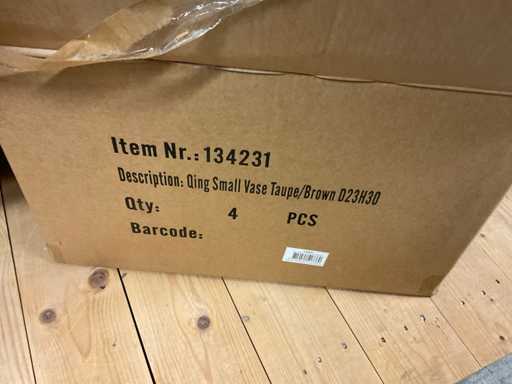 Item Nr.: 134231
Description: Qing Small Vase Taupe/Brown D23H30
Qty: 4 PCS
Barcode: